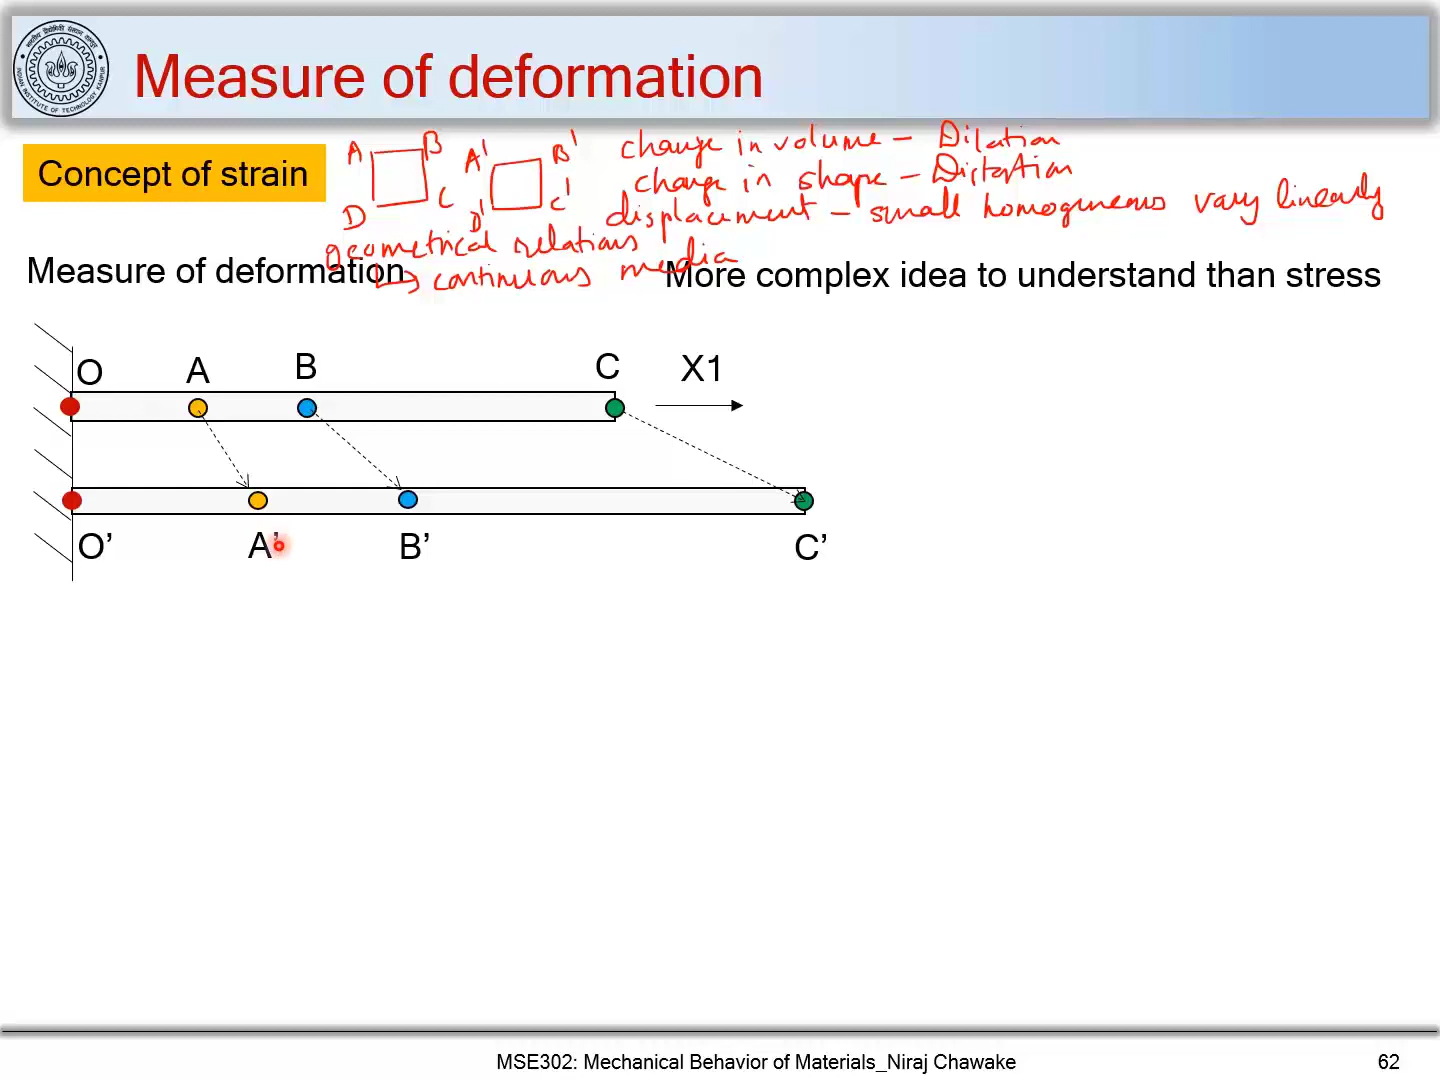 Measure of deformation
Concept of strain
A B A' B'
D C D' C'
change in volume - Dilation
change in shape - Distortion
displacement - small homogeneous vary linearly
geometrical relations
↳ continuous media
Measure of deformation
More complex idea to understand than stress
O A B C X1
O’ A’ B’ C’
MSE302: Mechanical Behavior of Materials_Niraj Chawake
62